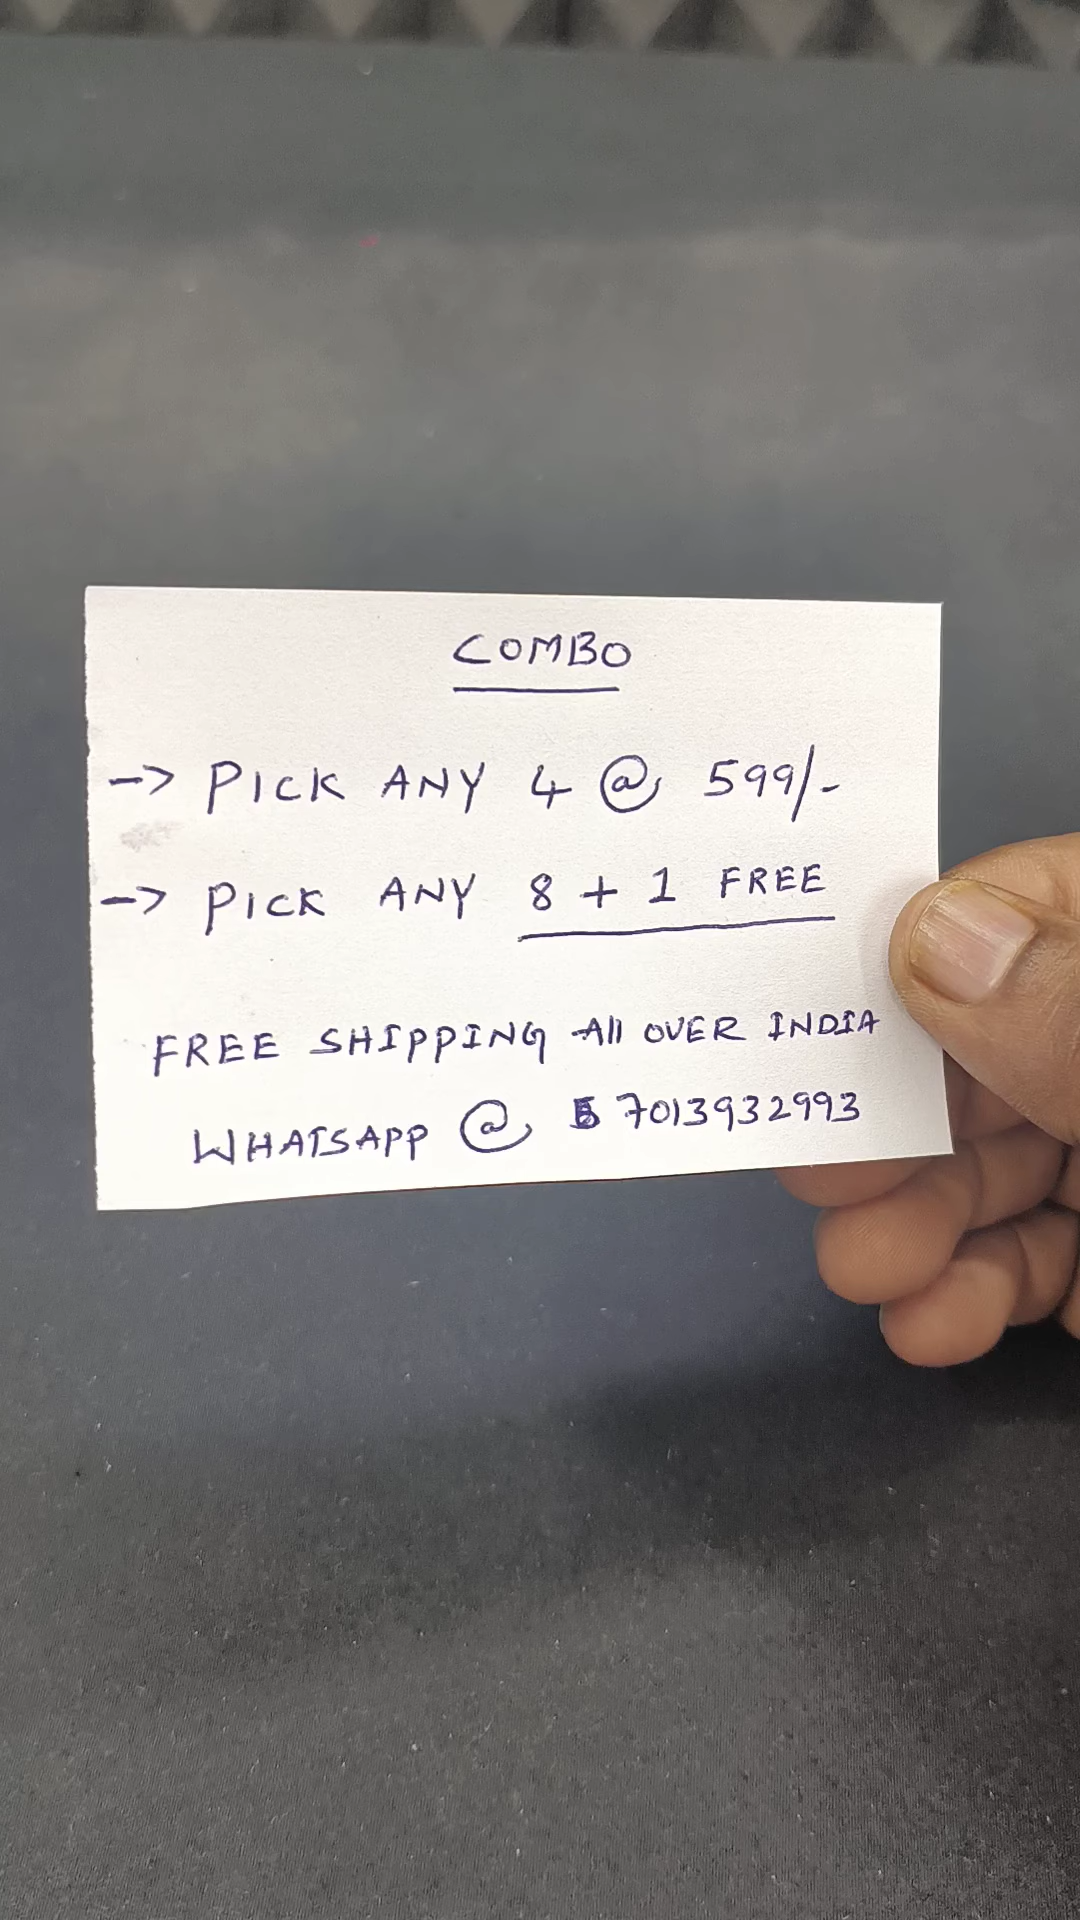 COMBO
-> PICK ANY 4 @ 599/-
-> PICK ANY 8 + 1 FREE
FREE SHIPPING All OVER INDIA
WHATSAPP @ 7013932993